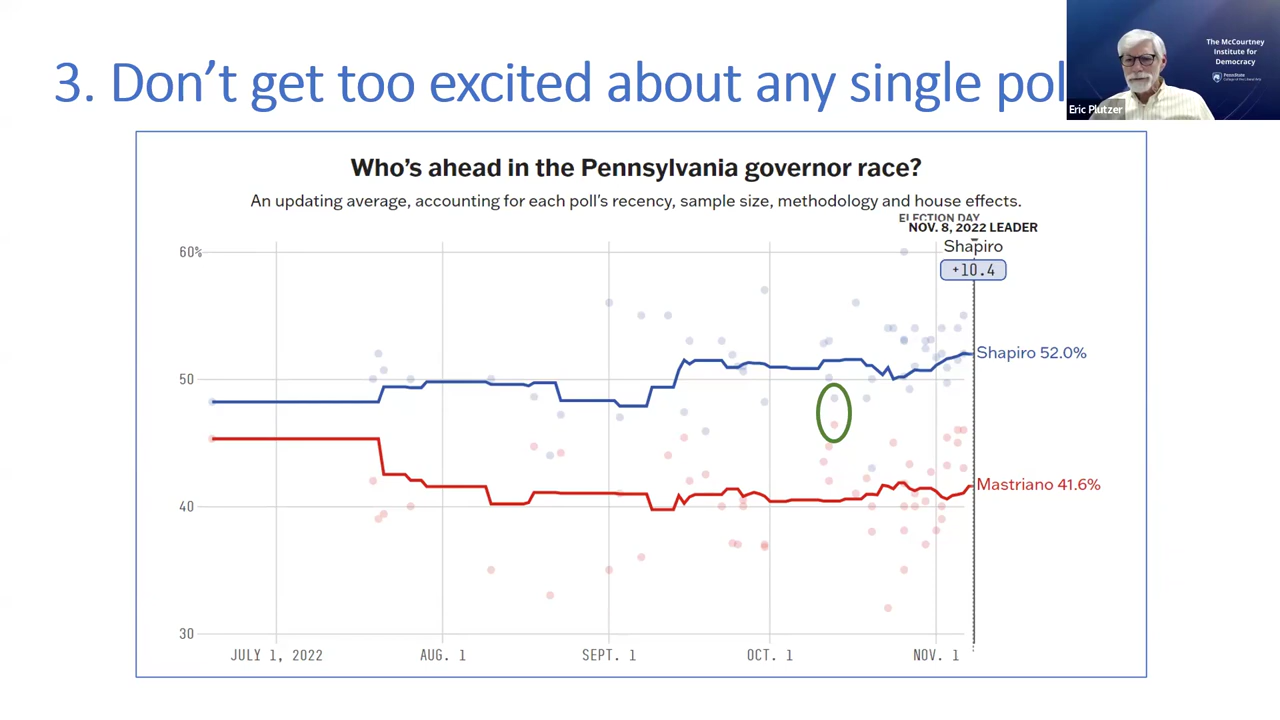 3. Don't get too excited about any single pol
The McCourtney
Institute for
Democracy
PennState
Eric Plutzer
Who's ahead in the Pennsylvania governor race?
An updating average, accounting for each poll's recency, sample size, methodology and house effects.
ELECTION DAY
NOV. 8, 2022 LEADER
Shapiro
+10.4
60%
50
40
30
Shapiro 52.0%
Mastriano 41.6%
JULY 1, 2022 AUG. 1 SEPT. 1 OCT. 1 NOV. 1